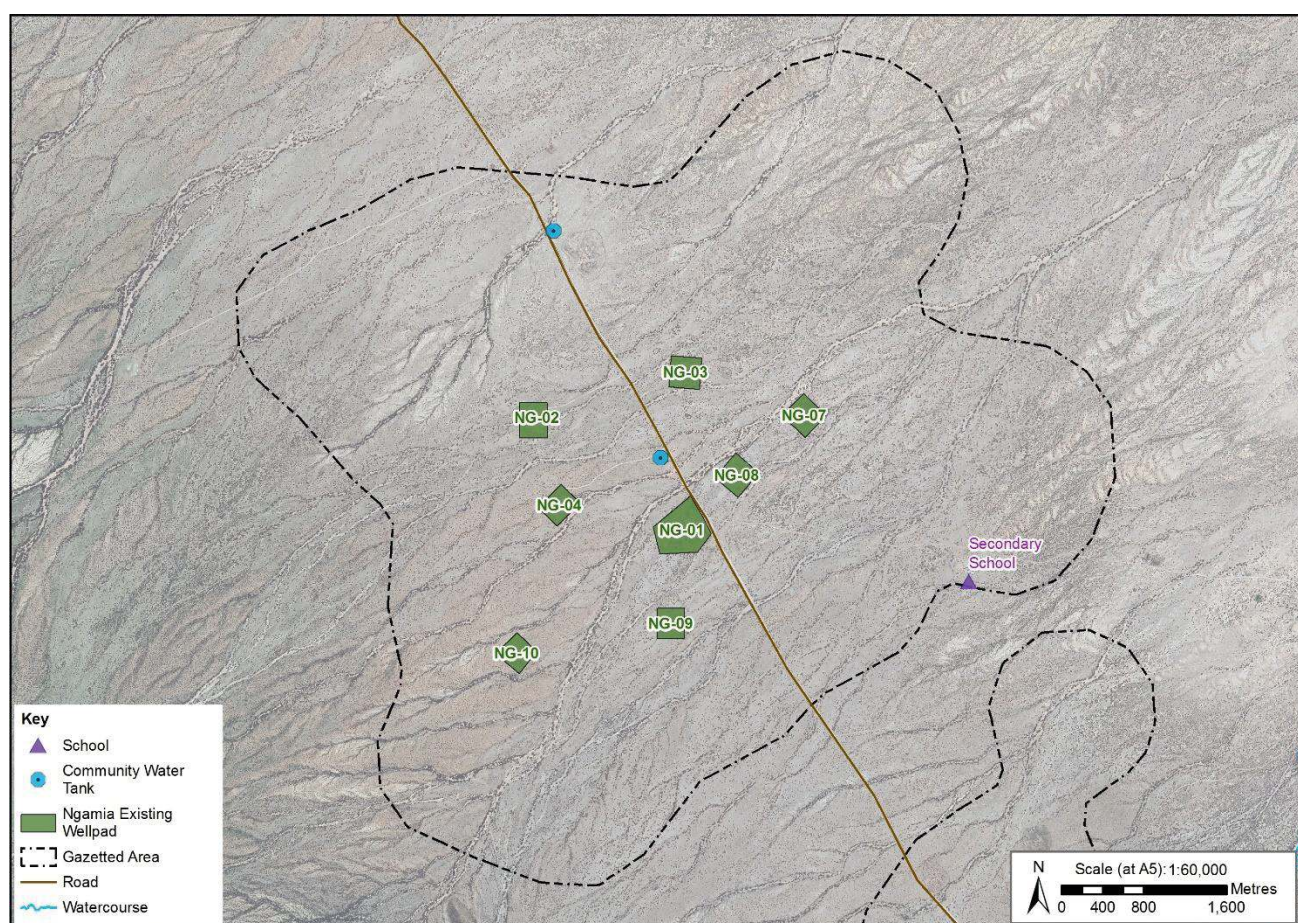 NG-03
NG-02
NG-07
NG-08
NG-04
NG-01
Secondary
School
NG-09
NG-10
Key
School
Community Water
Tank
Ngamia Existing
Wellpad
Gazetted Area
Road
Watercourse
N
Scale (at A5): 1:60,000
Metres
0 400 800 1,600